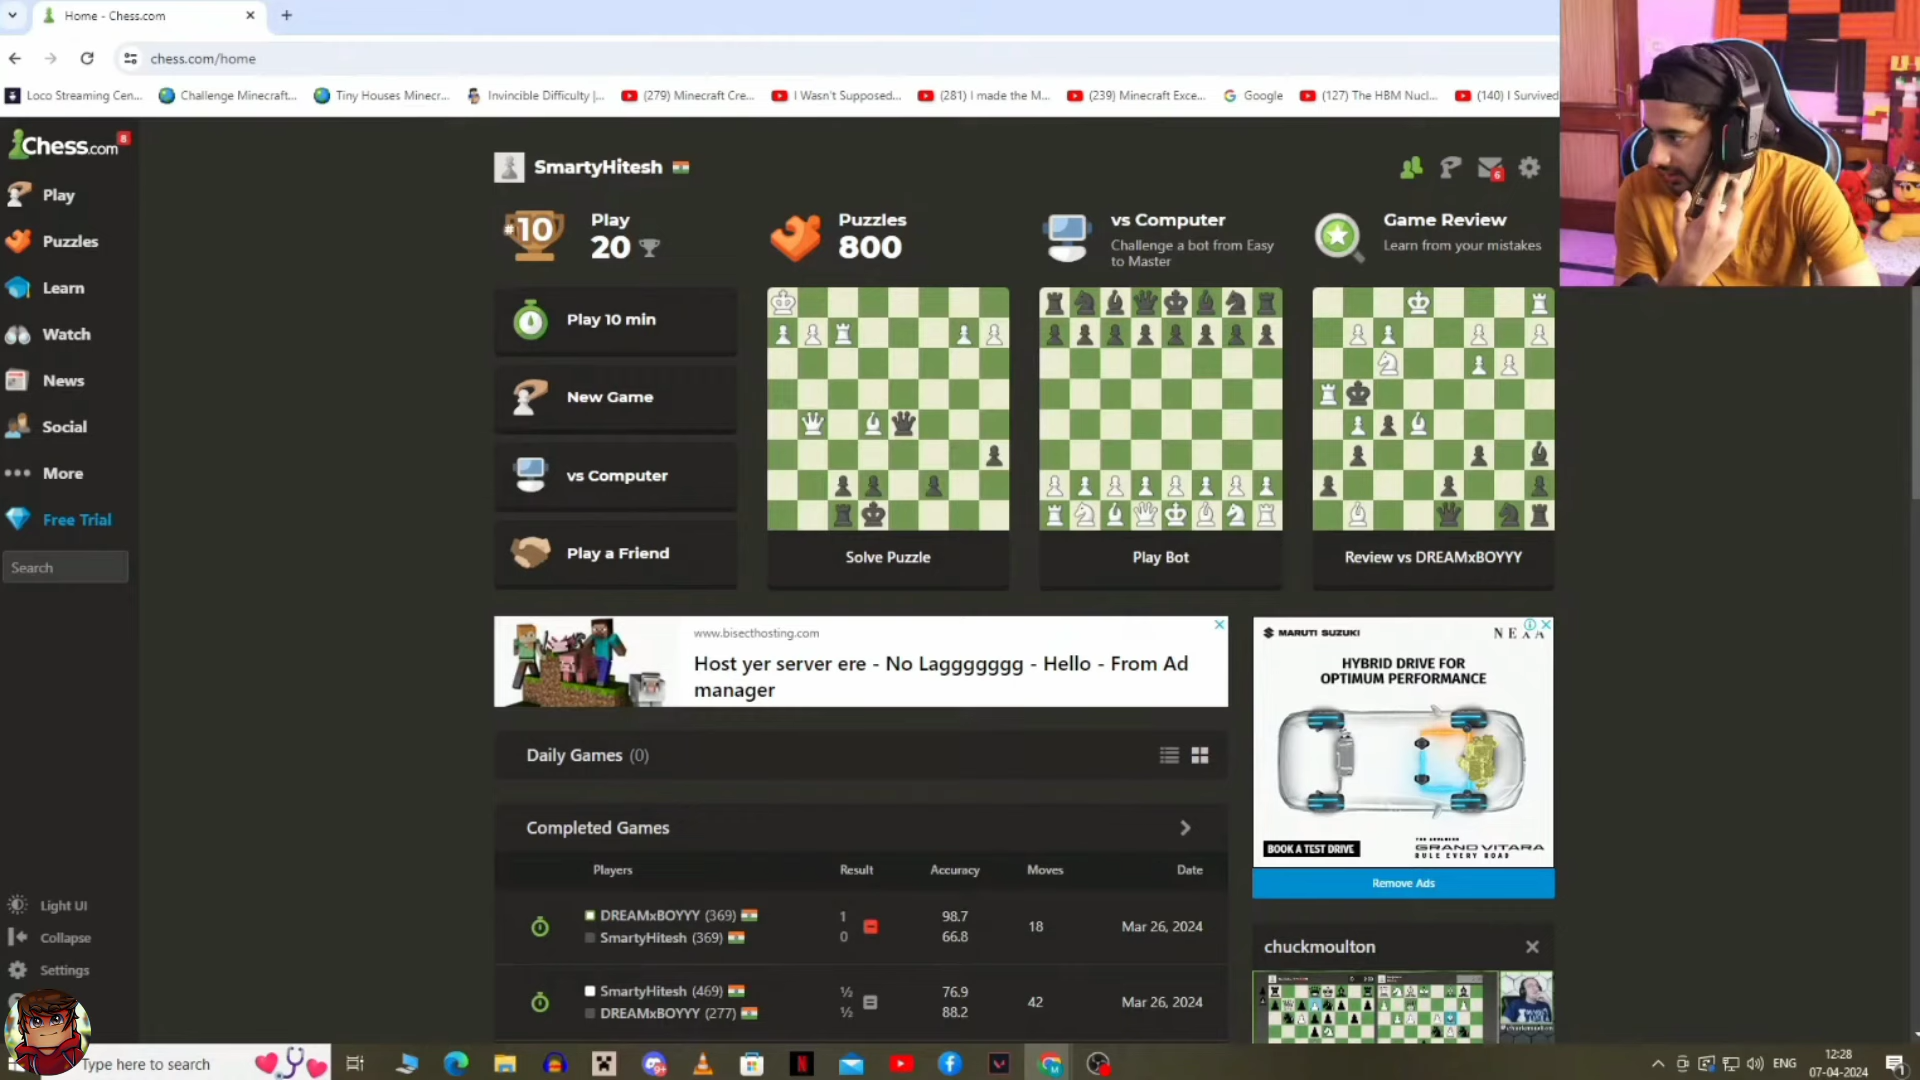 Home - Chess.com
chess.com/home
Loco Streaming Cen...
Challenge Minecraft...
Tiny Houses Minecr...
Invincible Difficulty |...
(279) Minecraft Cre...
I Wasn't Supposed...
(281) I made the M...
(239) Minecraft Exce...
Google
(127) The HBM Nucl...
(140) I Survived
Chess.com
8
Play
Puzzles
Learn
Watch
News
Social
More
Free Trial
Search
SmartyHitesh
6
#10
Play
20
Puzzles
800
vs Computer
Challenge a bot from Easy
to Master
Game Review
Learn from your mistakes
Play 10 min
New Game
vs Computer
Play a Friend
Solve Puzzle
Play Bot
Review vs DREAMxBOYYY
www.bisecthosting.com
Host yer server ere - No Laggggggg - Hello - From Ad
manager
MARUTI SUZUKI
NEXA
HYBRID DRIVE FOR
OPTIMUM PERFORMANCE
BOOK A TEST DRIVE
GRAND VITARA
RULE EVERY ROAD
Remove Ads
Daily Games (0)
Completed Games
Players Result Accuracy Moves Date
DREAMxBOYYY (369) 1 98.7
SmartyHitesh (369) 0 66.8
18 Mar 26, 2024
SmartyHitesh (469) ½ 76.9
DREAMxBOYYY (277) ½ 88.2
42 Mar 26, 2024
chuckmoulton
Light UI
Collapse
Settings
Type here to search
ENG
12:28
07-04-2024